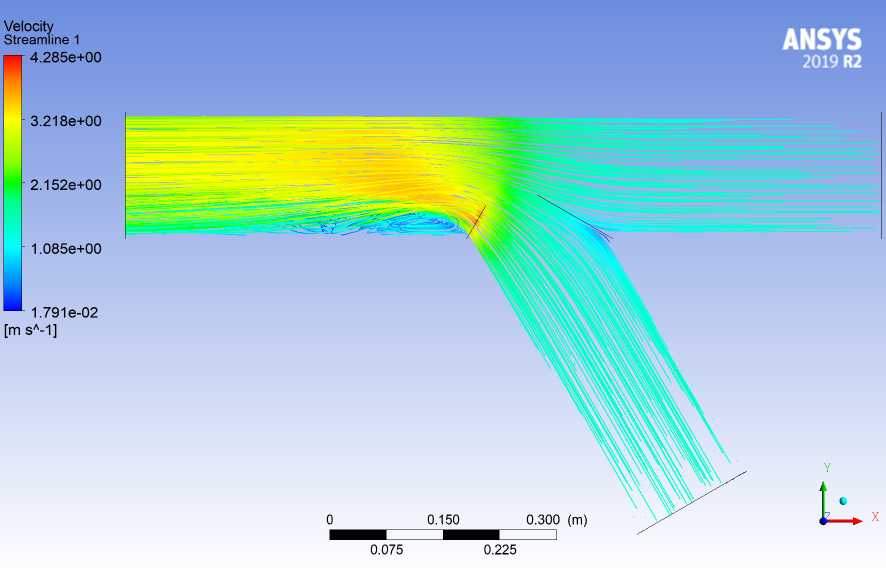 Velocity
Streamline 1
4.285e+00
3.218e+00
2.152e+00
1.085e+00
1.791e-02
[m s^-1]
ANSYS
2019 R2
0 0.150 0.300 (m)
0.075 0.225
Y
Z X